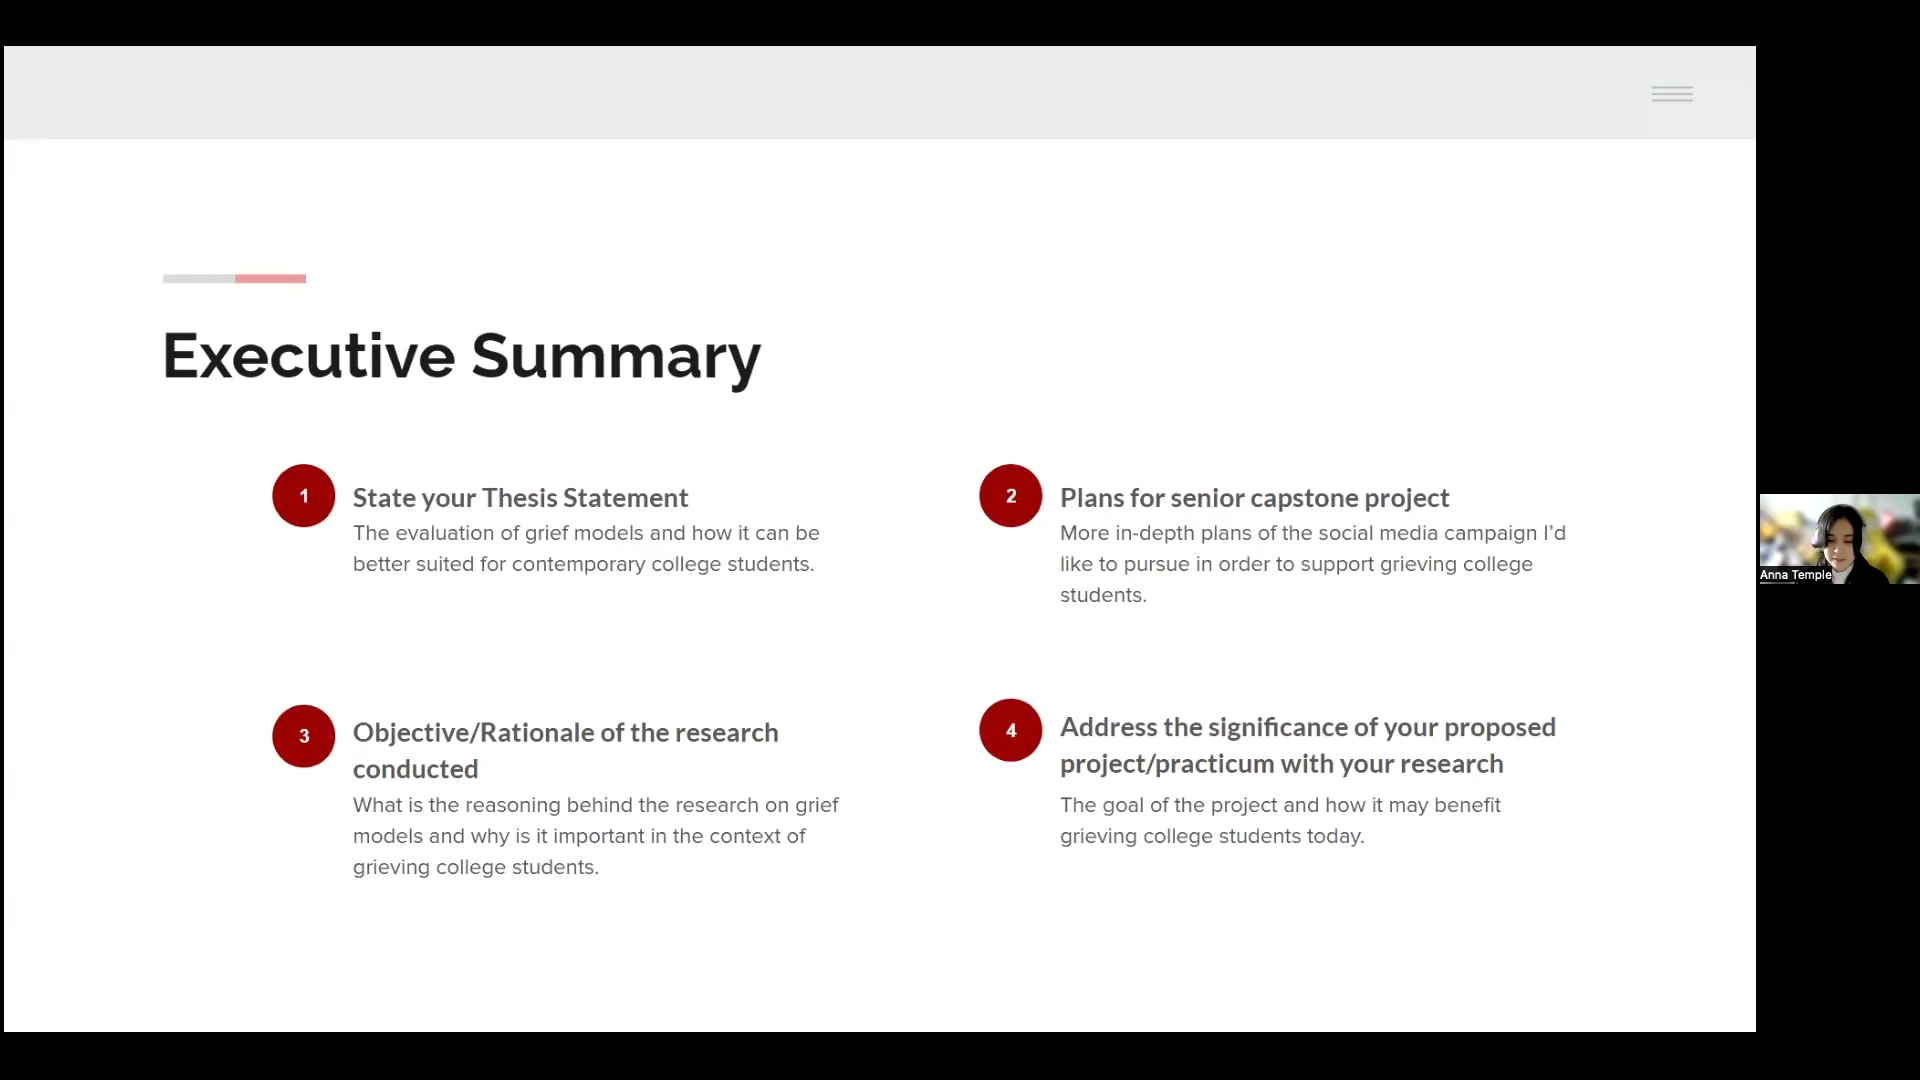 Executive Summary
1
State your Thesis Statement
The evaluation of grief models and how it can be
better suited for contemporary college students.
2
Plans for senior capstone project
More in-depth plans of the social media campaign I’d
like to pursue in order to support grieving college
students.
3
Objective/Rationale of the research
conducted
What is the reasoning behind the research on grief
models and why is it important in the context of
grieving college students.
4
Address the significance of your proposed
project/practicum with your research
The goal of the project and how it may benefit
grieving college students today.
Anna Temple